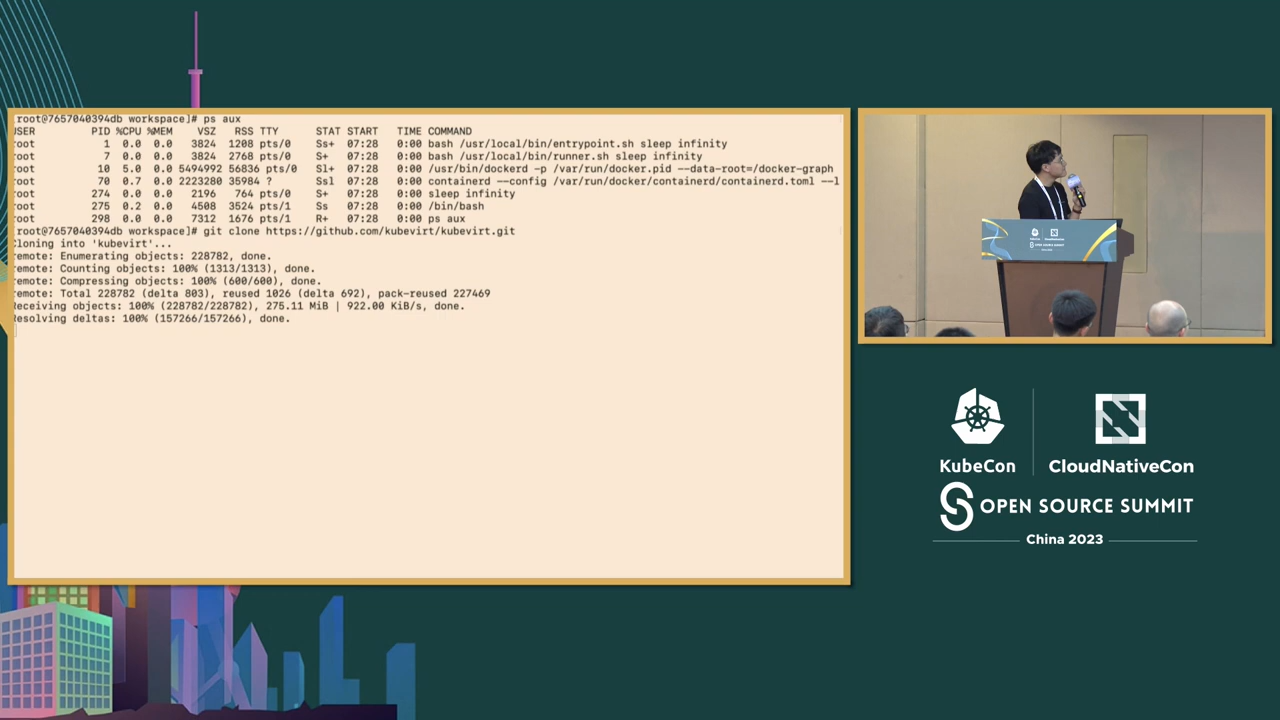 root@7657040394db workspace]# ps aux
USER PID %CPU %MEM VSZ RSS TTY STAT START TIME COMMAND
root 1 0.0 0.0 3824 1208 pts/0 Ss+ 07:28 0:00 bash /usr/local/bin/entrypoint.sh sleep infinity
root 7 0.0 0.0 3824 2768 pts/0 S+ 07:28 0:00 bash /usr/local/bin/runner.sh sleep infinity
root 10 5.0 0.0 5494992 56836 pts/0 Sl+ 07:28 0:00 /usr/bin/dockerd -p /var/run/docker.pid --data-root=/docker-graph
root 70 0.7 0.0 2223280 35984 ? Ssl 07:28 0:00 containerd --config /var/run/docker/containerd/containerd.toml --l
root 274 0.0 0.0 2196 764 pts/0 S+ 07:28 0:00 sleep infinity
root 275 0.2 0.0 4508 3524 pts/1 Ss 07:28 0:00 /bin/bash
root 298 0.0 0.0 7312 1676 pts/1 R+ 07:28 0:00 ps aux
root@7657040394db workspace]# git clone https://github.com/kubevirt/kubevirt.git
Cloning into 'kubevirt'...
remote: Enumerating objects: 228782, done.
remote: Counting objects: 100% (1313/1313), done.
remote: Compressing objects: 100% (600/600), done.
remote: Total 228782 (delta 803), reused 1026 (delta 692), pack-reused 227469
Receiving objects: 100% (228782/228782), 275.11 MiB | 922.00 KiB/s, done.
Resolving deltas: 100% (157266/157266), done.
KubeCon
CloudNativeCon
OPEN SOURCE SUMMIT
China 2023